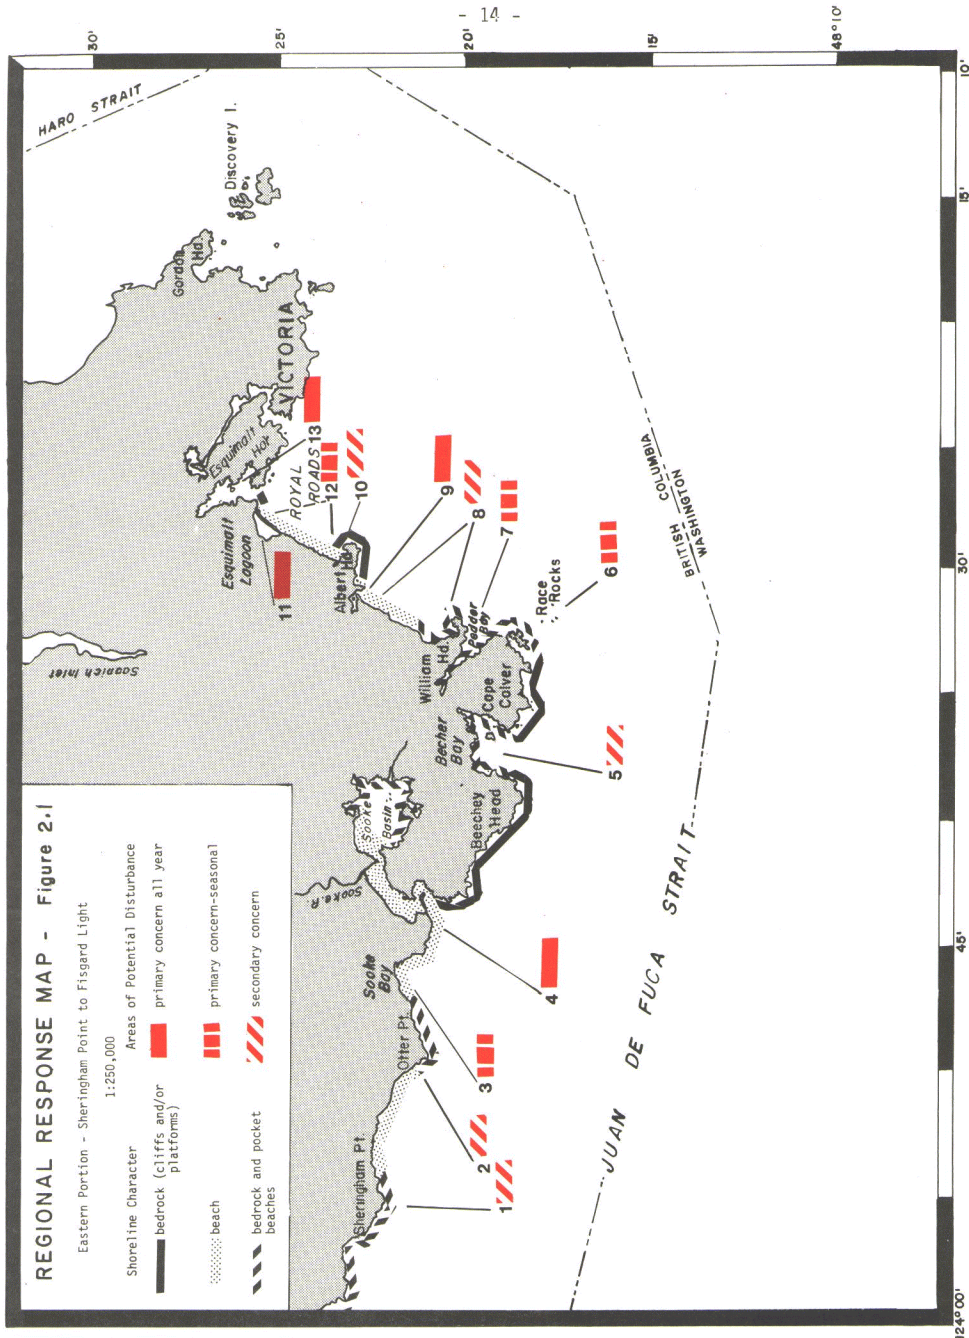 - 14 -
REGIONAL RESPONSE MAP - Figure 2.1
Eastern Portion - Sheringham Point to Fisgard Light
1:250,000
Shoreline Character
bedrock (cliffs and/or
platforms)
beach
bedrock and pocket
beaches
Areas of Potential Disturbance
primary concern all year
primary concern-seasonal
secondary concern
HARO STRAIT
Discovery I.
Gordon
Hd.
VICTORIA
Esquimalt
Hbr
ROYAL
ROADS
Esquimalt
Lagoon
Albert
Hd.
Saanich Inlet
William
Hd.
Pedder
Bay
Race
Rocks
Cape
Calver
Becher
Bay
Beechey
Head
Sooke
Basin
Sooke R.
Sooke
Bay
Otter Pt.
Sheringham Pt.
BRITISH COLUMBIA
WASHINGTON
JUAN DE FUCA STRAIT
1
2
3
4
5
6
7
8
9
10
11
12
13
30'
25'
20'
15'
48°10'
10'
15'
30'
45'
124°00'